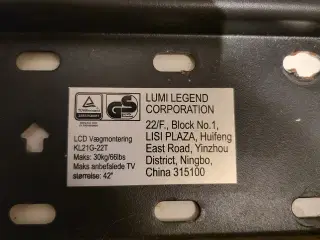 LUMI LEGEND
CORPORATION
22/F., Block No.1,
LISI PLAZA, Huifeng
East Road, Yinzhou
District, Ningbo,
China 315100
LCD Vægmontering
KL21G-22T
Maks: 30kg/66lbs
Maks anbefalede TV
størrelse: 42"